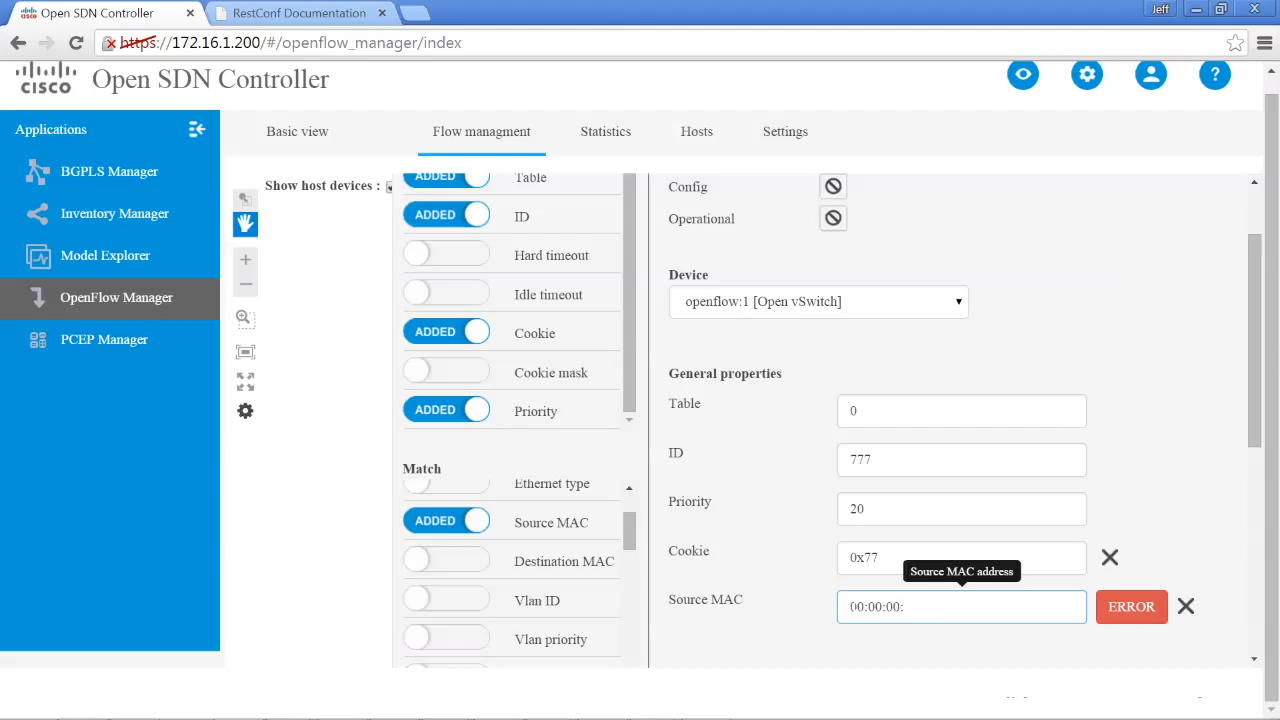 Open SDN Controller
RestConf Documentation
Jeff
https://172.16.1.200/#/openflow_manager/index
CISCO Open SDN Controller
?
Applications
BGPLS Manager
Inventory Manager
Model Explorer
OpenFlow Manager
PCEP Manager
Basic view
Flow managment
Statistics
Hosts
Settings
Show host devices :
ADDED Table
ADDED ID
Hard timeout
Idle timeout
ADDED Cookie
Cookie mask
ADDED Priority
Match
Ethernet type
ADDED Source MAC
Destination MAC
Vlan ID
Vlan priority
Config
Operational
Device
openflow:1 [Open vSwitch]
General properties
Table 0
ID 777
Priority 20
Cookie 0x77
Source MAC address
Source MAC 00:00:00: ERROR